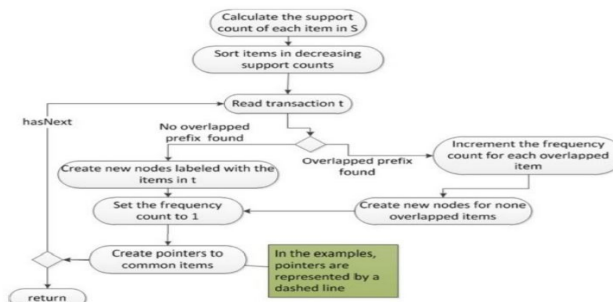 Calculate the support
count of each item in S
Sort items in decreasing
support counts
Read transaction t
hasNext
No overlapped
prefix found
Overlapped prefix
found
Increment the frequency
count for each overlapped
item
Create new nodes labeled with the
items in t
Create new nodes for none
overlapped items
Set the frequency
count to 1
Create pointers to
common items
In the examples,
pointers are
represented by a
dashed line
return